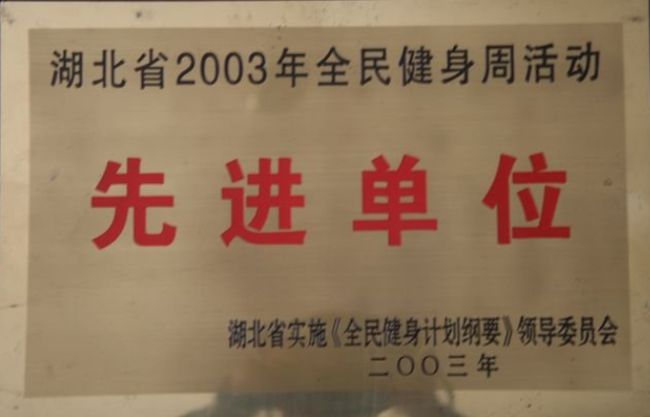 湖北省2003年全民健身周活动
先进单位
湖北省实施《全民健身计划纲要》领导委员会
二〇〇三年